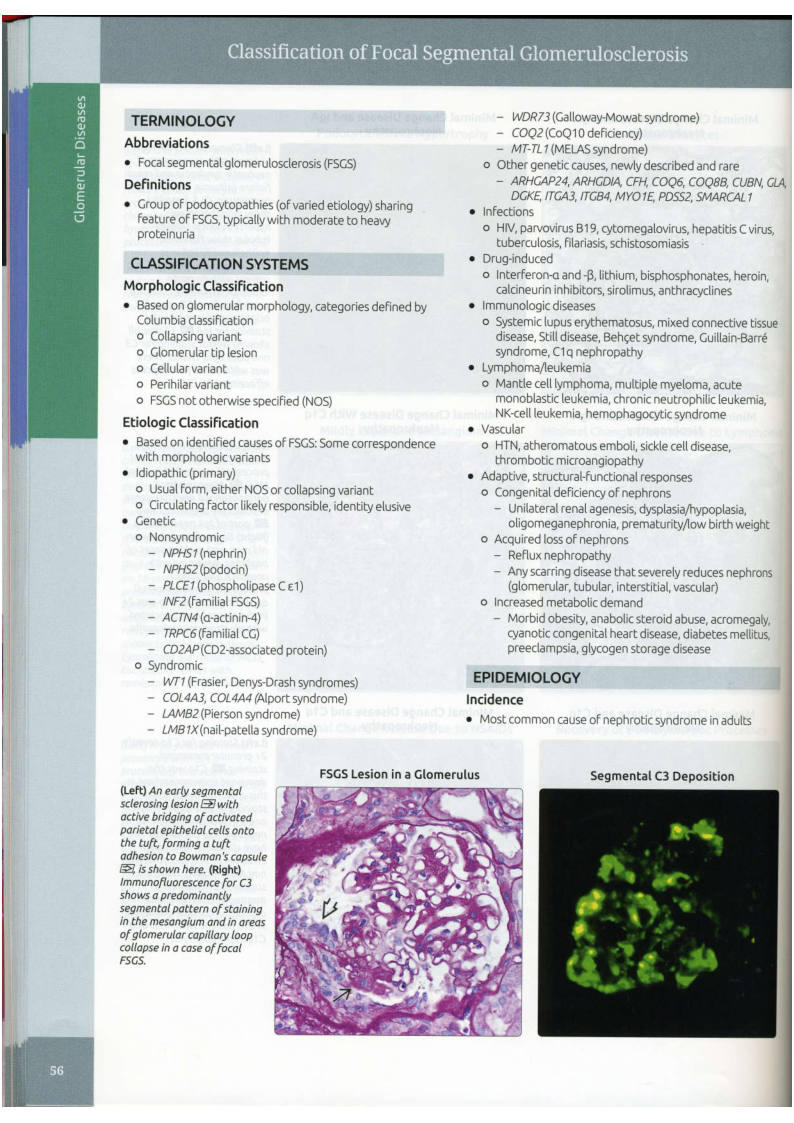 Classification of Focal Segmental Glomerulosclerosis
Glomerular Diseases
TERMINOLOGY
Abbreviations
• Focal segmental glomerulosclerosis (FSGS)
Definitions
• Group of podocytopathies (of varied etiology) sharing
feature of FSGS, typically with moderate to heavy
proteinuria
CLASSIFICATION SYSTEMS
Morphologic Classification
• Based on glomerular morphology, categories defined by
Columbia classification
o Collapsing variant
o Glomerular tip lesion
o Cellular variant
o Perihilar variant
o FSGS not otherwise specified (NOS)
Etiologic Classification
• Based on identified causes of FSGS: Some correspondence
with morphologic variants
• Idiopathic (primary)
o Usual form, either NOS or collapsing variant
o Circulating factor likely responsible, identity elusive
• Genetic
o Nonsyndromic
– NPHS1 (nephrin)
– NPHS2 (podocin)
– PLCE1 (phospholipase C ε1)
– INF2 (familial FSGS)
– ACTN4 (α-actinin-4)
– TRPC6 (familial CG)
– CD2AP (CD2-associated protein)
o Syndromic
– WT1 (Frasier, Denys-Drash syndromes)
– COL4A3, COL4A4 (Alport syndrome)
– LAMB2 (Pierson syndrome)
– LMB1X (nail-patella syndrome)
– WDR73 (Galloway-Mowat syndrome)
– COQ2 (CoQ10 deficiency)
– MT-TL1 (MELAS syndrome)
o Other genetic causes, newly described and rare
– ARHGAP24, ARHGDIA, CFH, COQ6, COQ8B, CUBN, GLA,
DGKE, ITGA3, ITGB4, MYO1E, PDSS2, SMARCAL1
• Infections
o HIV, parvovirus B19, cytomegalovirus, hepatitis C virus,
tuberculosis, filariasis, schistosomiasis
• Drug-induced
o Interferon-α and -β, lithium, bisphosphonates, heroin,
calcineurin inhibitors, sirolimus, anthracyclines
• Immunologic diseases
o Systemic lupus erythematosus, mixed connective tissue
disease, Still disease, Behçet syndrome, Guillain-Barré
syndrome, C1q nephropathy
• Lymphoma/leukemia
o Mantle cell lymphoma, multiple myeloma, acute
monoblastic leukemia, chronic neutrophilic leukemia,
NK-cell leukemia, hemophagocytic syndrome
• Vascular
o HTN, atheromatous emboli, sickle cell disease,
thrombotic microangiopathy
• Adaptive, structural-functional responses
o Congenital deficiency of nephrons
– Unilateral renal agenesis, dysplasia/hypoplasia,
oligomeganephronia, prematurity/low birth weight
o Acquired loss of nephrons
– Reflux nephropathy
– Any scarring disease that severely reduces nephrons
(glomerular, tubular, interstitial, vascular)
o Increased metabolic demand
– Morbid obesity, anabolic steroid abuse, acromegaly,
cyanotic congenital heart disease, diabetes mellitus,
preeclampsia, glycogen storage disease
EPIDEMIOLOGY
Incidence
• Most common cause of nephrotic syndrome in adults
(Left) An early segmental
sclerosing lesion with
active bridging of activated
parietal epithelial cells onto
the tuft, forming a tuft
adhesion to Bowman's capsule
, is shown here. (Right)
Immunofluorescence for C3
shows a predominantly
segmental pattern of staining
in the mesangium and in areas
of glomerular capillary loop
collapse in a case of focal
FSGS.
FSGS Lesion in a Glomerulus
Segmental C3 Deposition
56